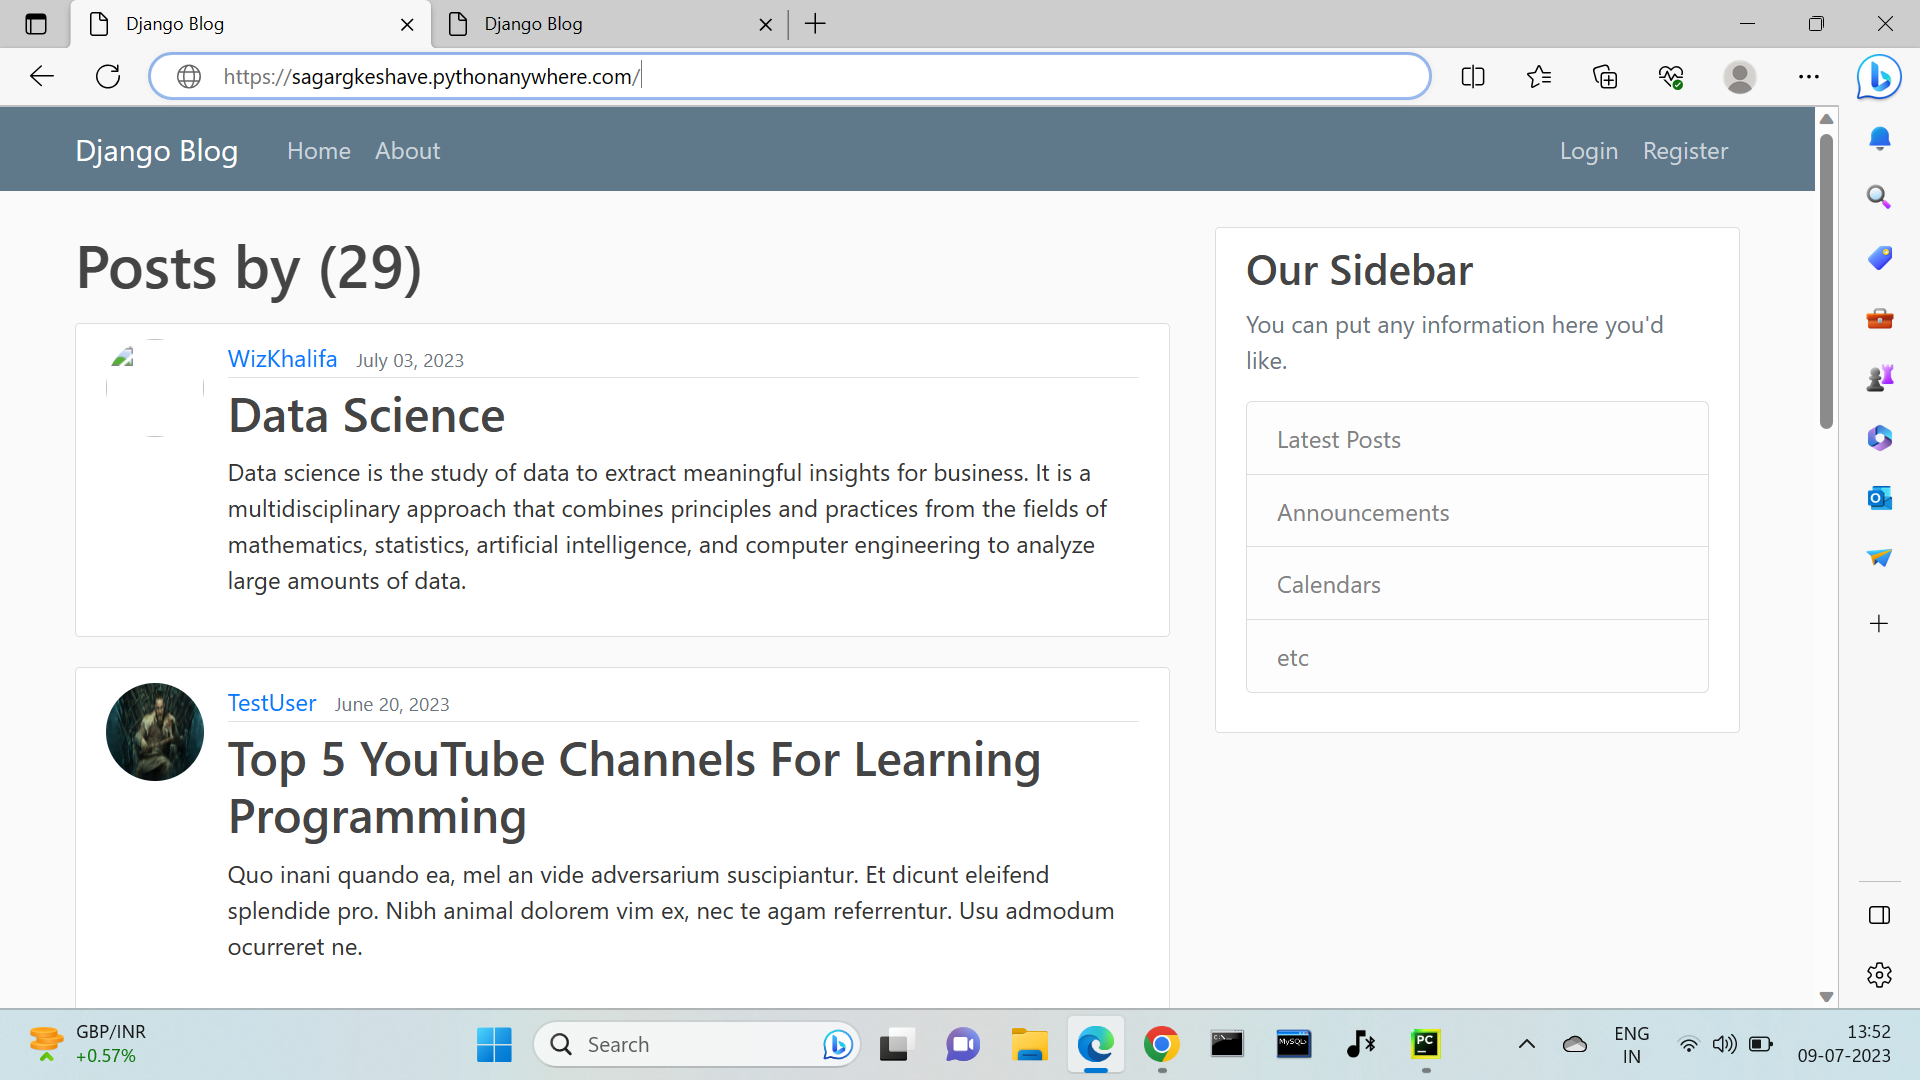 Django Blog
Django Blog
https://sagargkeshave.pythonanywhere.com/
Django Blog Home About Login Register
Posts by (29)
WizKhalifa July 03, 2023
Data Science
Data science is the study of data to extract meaningful insights for business. It is a
multidisciplinary approach that combines principles and practices from the fields of
mathematics, statistics, artificial intelligence, and computer engineering to analyze
large amounts of data.
TestUser June 20, 2023
Top 5 YouTube Channels For Learning
Programming
Quo inani quando ea, mel an vide adversarium suscipiantur. Et dicunt eleifend
splendide pro. Nibh animal dolorem vim ex, nec te agam referrentur. Usu admodum
ocurreret ne.
Our Sidebar
You can put any information here you'd
like.
Latest Posts
Announcements
Calendars
etc
GBP/INR
+0.57%
Search
MySQL
PC
ENG
IN
13:52
09-07-2023